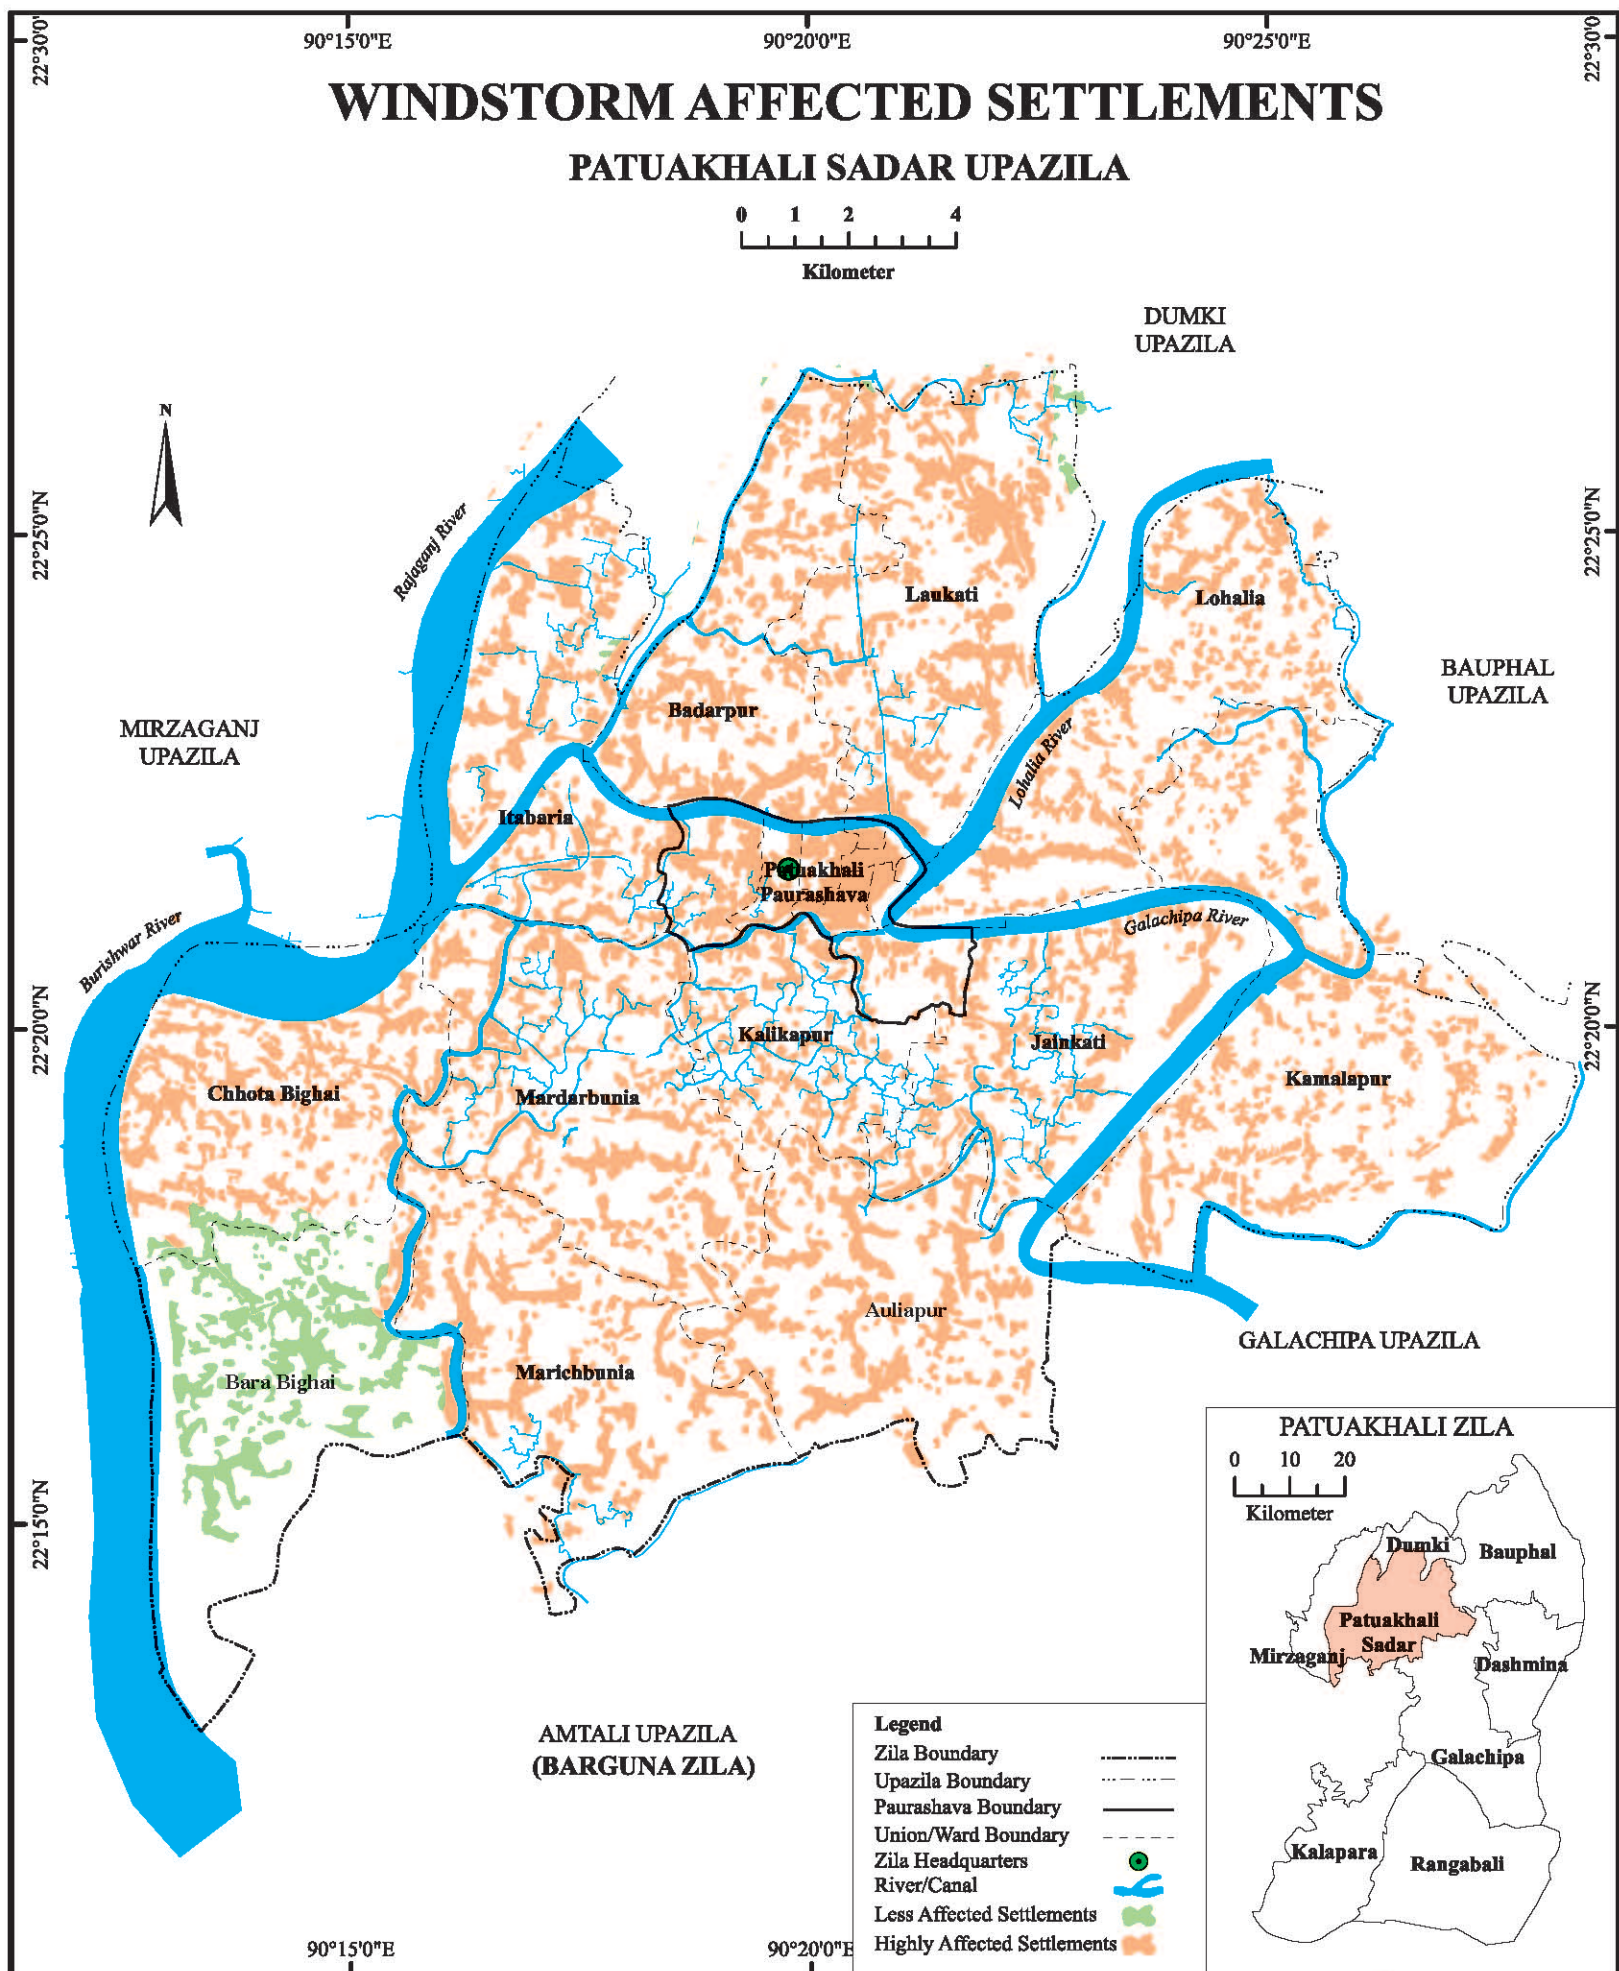 90°15'0"E
90°20'0"E
90°25'0"E
22°30'0'
22°30'0
WINDSTORM AFFECTED SETTLEMENTS
PATUAKHALI SADAR UPAZILA
0 1 2 4
Kilometer
DUMKI
UPAZILA
N
22°25'0"N
22°25'0"N
Rajaganj River
Laukati
Lohalia
BAUPHAL
UPAZILA
Badarpur
MIRZAGANJ
UPAZILA
Lohalia River
Itabaria
Patuakhali
Paurashava
Galachipa River
Burishwar River
22°20'0"N
22°20'0"N
Kalikapur
Jainkati
Kamalapur
Chhota Bighai
Mardarbunia
Auliapur
GALACHIPA UPAZILA
Marichbunia
Bara Bighai
22°15'0"N
PATUAKHALI ZILA
0 10 20
Kilometer
Dumki
Bauphal
Patuakhali
Sadar
Mirzaganj
Dashmina
Galachipa
Kalapara
Rangabali
AMTALI UPAZILA
(BARGUNA ZILA)
Legend
Zila Boundary
Upazila Boundary
Paurashava Boundary
Union/Ward Boundary
Zila Headquarters
River/Canal
Less Affected Settlements
Highly Affected Settlements
90°15'0"E
90°20'0"E